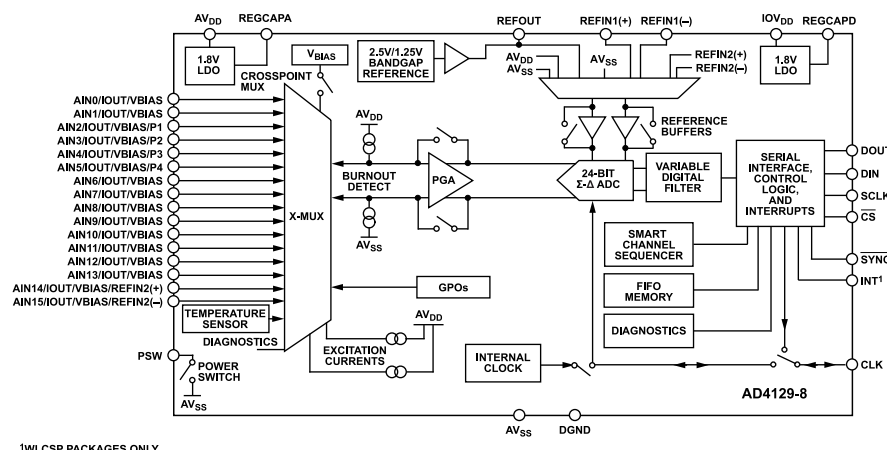 AVDD
REGCAPA
REFOUT
REFIN1(+)
REFIN1(–)
IOVDD
REGCAPD
1.8V
LDO
VBIAS
CROSSPOINT
MUX
2.5V/1.25V
BANDGAP
REFERENCE
AVDD
AVSS
AVSS
REFIN2(+)
REFIN2(–)
1.8V
LDO
AIN0/IOUT/VBIAS
AIN1/IOUT/VBIAS
AIN2/IOUT/VBIAS/P1
AIN3/IOUT/VBIAS/P2
AIN4/IOUT/VBIAS/P3
AIN5/IOUT/VBIAS/P4
AIN6/IOUT/VBIAS
AIN7/IOUT/VBIAS
AIN8/IOUT/VBIAS
AIN9/IOUT/VBIAS
AIN10/IOUT/VBIAS
AIN11/IOUT/VBIAS
AIN12/IOUT/VBIAS
AIN13/IOUT/VBIAS
AIN14/IOUT/VBIAS/REFIN2(+)
AIN15/IOUT/VBIAS/REFIN2(–)
X-MUX
AVDD
BURNOUT
DETECT
AVSS
PGA
REFERENCE
BUFFERS
24-BIT
Σ-Δ ADC
VARIABLE
DIGITAL
FILTER
SERIAL
INTERFACE,
CONTROL
LOGIC,
AND
INTERRUPTS
DOUT
DIN
SCLK
CS
SYNC
INT1
SMART
CHANNEL
SEQUENCER
FIFO
MEMORY
DIAGNOSTICS
GPOs
TEMPERATURE
SENSOR
DIAGNOSTICS
AVDD
EXCITATION
CURRENTS
PSW
POWER
SWITCH
AVSS
INTERNAL
CLOCK
CLK
AD4129-8
AVSS
DGND
1WLCSP PACKAGES ONLY